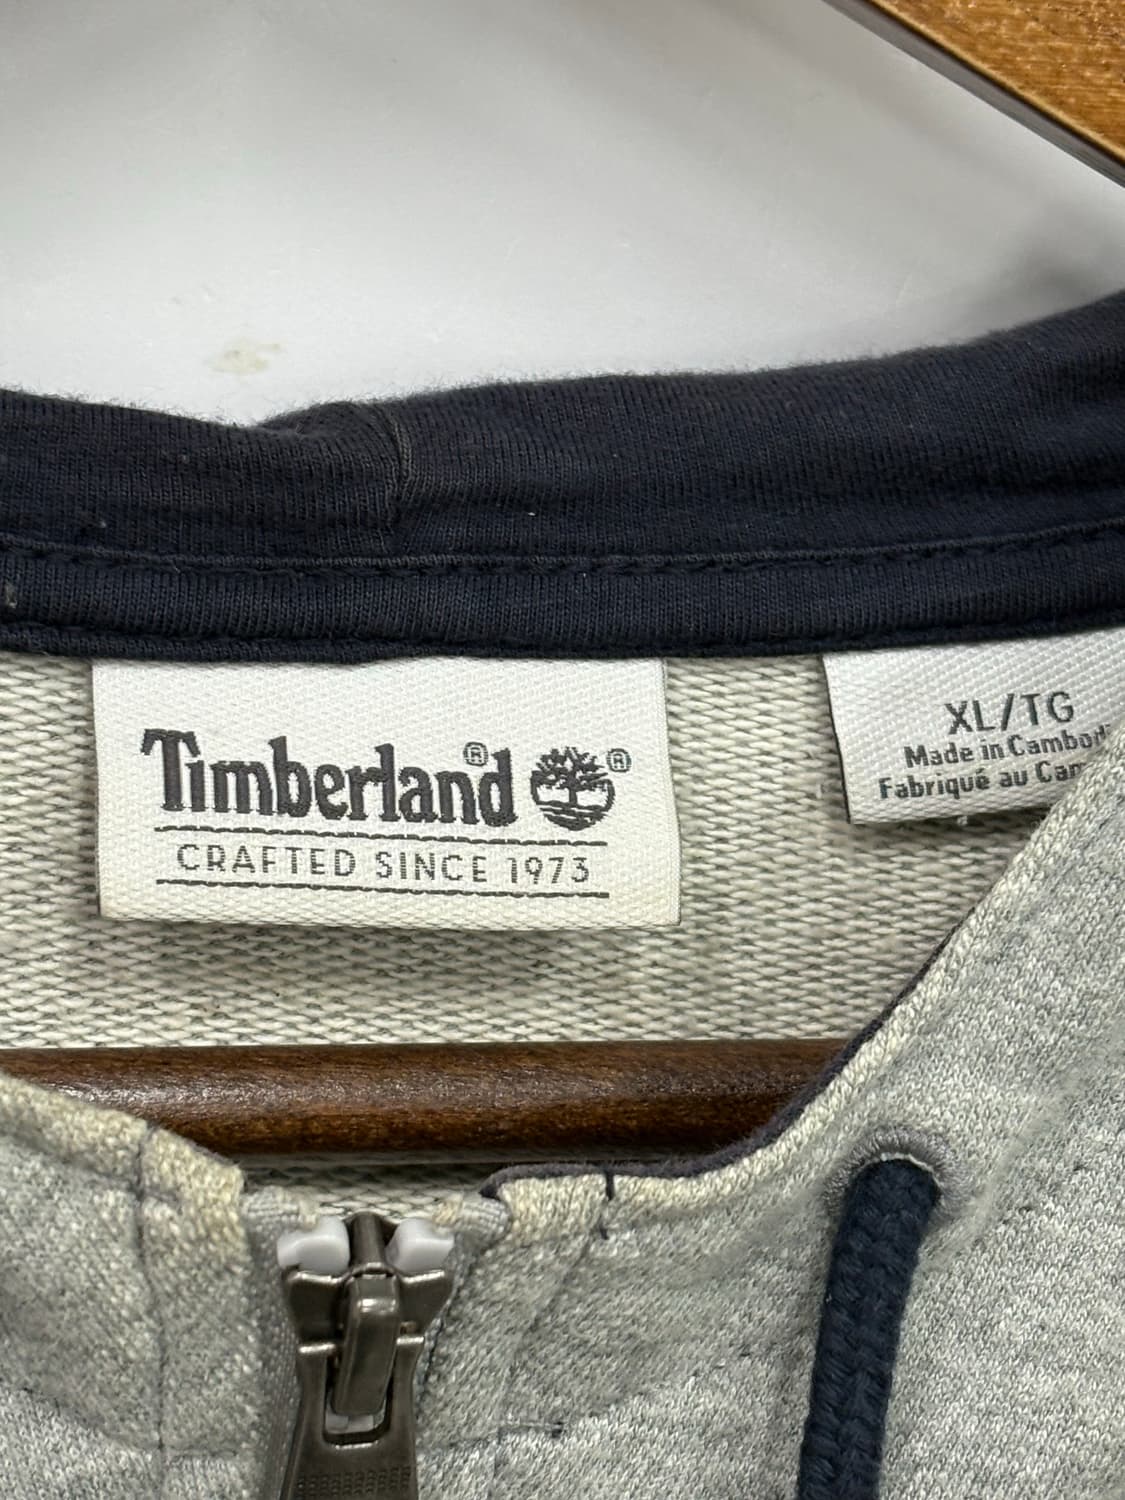 Timberland®
®
CRAFTED SINCE 1973
XL/TG
Made in
Fabriqué au